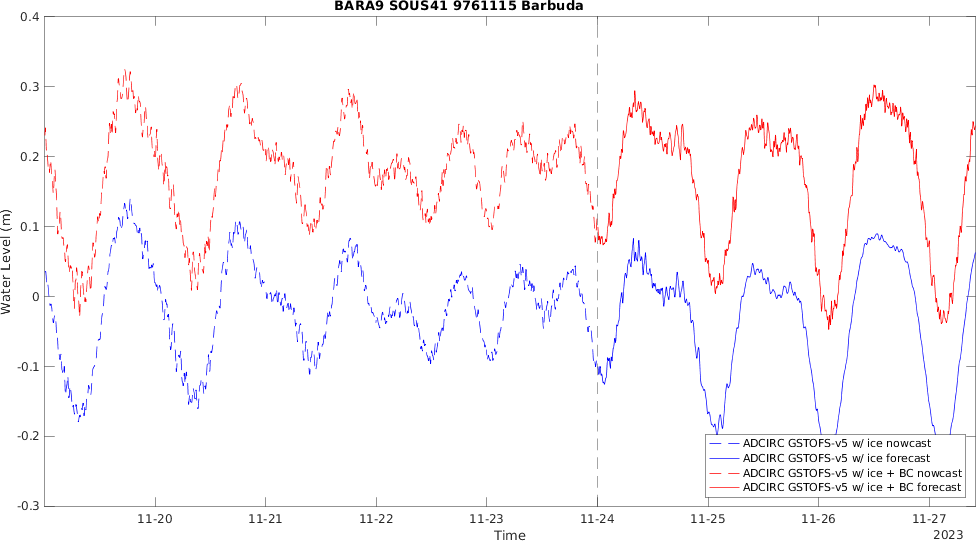 BARA9 SOUS41 9761115 Barbuda
0.4
0.3
0.2
0.1
0
-0.1
-0.2
-0.3
Water Level (m)
ADCIRC GSTOFS-v5 w/ ice nowcast
ADCIRC GSTOFS-v5 w/ ice forecast
ADCIRC GSTOFS-v5 w/ ice + BC nowcast
ADCIRC GSTOFS-v5 w/ ice + BC forecast
11-20 11-21 11-22 11-23 11-24 11-25 11-26 11-27
Time
2023